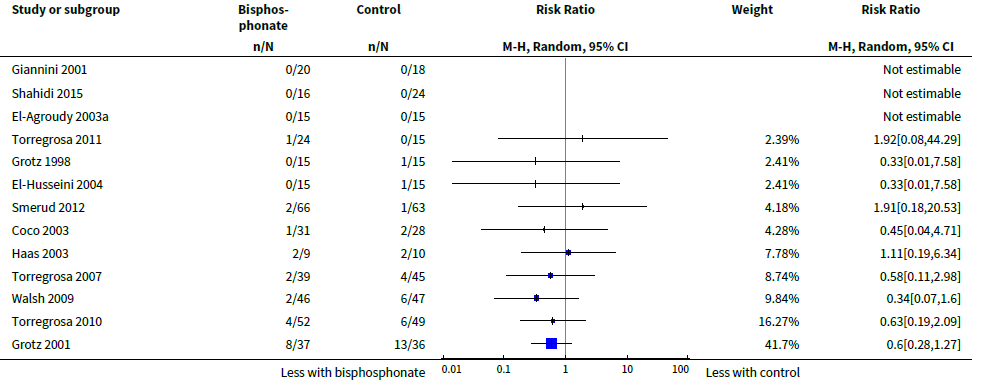 Study or subgroup Bisphos- Control Risk Ratio Weight Risk Ratio
phonate
n/N n/N M-H, Random, 95% CI M-H, Random, 95% CI
Giannini 2001 0/20 0/18 Not estimable
Shahidi 2015 0/16 0/24 Not estimable
El-Agroudy 2003a 0/15 0/15 Not estimable
Torregrosa 2011 1/24 0/15 2.39% 1.92[0.08,44.29]
Grotz 1998 0/15 1/15 2.41% 0.33[0.01,7.58]
El-Husseini 2004 0/15 1/15 2.41% 0.33[0.01,7.58]
Smerud 2012 2/66 1/63 4.18% 1.91[0.18,20.53]
Coco 2003 1/31 2/28 4.28% 0.45[0.04,4.71]
Haas 2003 2/9 2/10 7.78% 1.11[0.19,6.34]
Torregrosa 2007 2/39 4/45 8.74% 0.58[0.11,2.98]
Walsh 2009 2/46 6/47 9.84% 0.34[0.07,1.6]
Torregrosa 2010 4/52 6/49 16.27% 0.63[0.19,2.09]
Grotz 2001 8/37 13/36 41.7% 0.6[0.28,1.27]
Less with bisphosphonate 0.01 0.1 1 10 100 Less with control